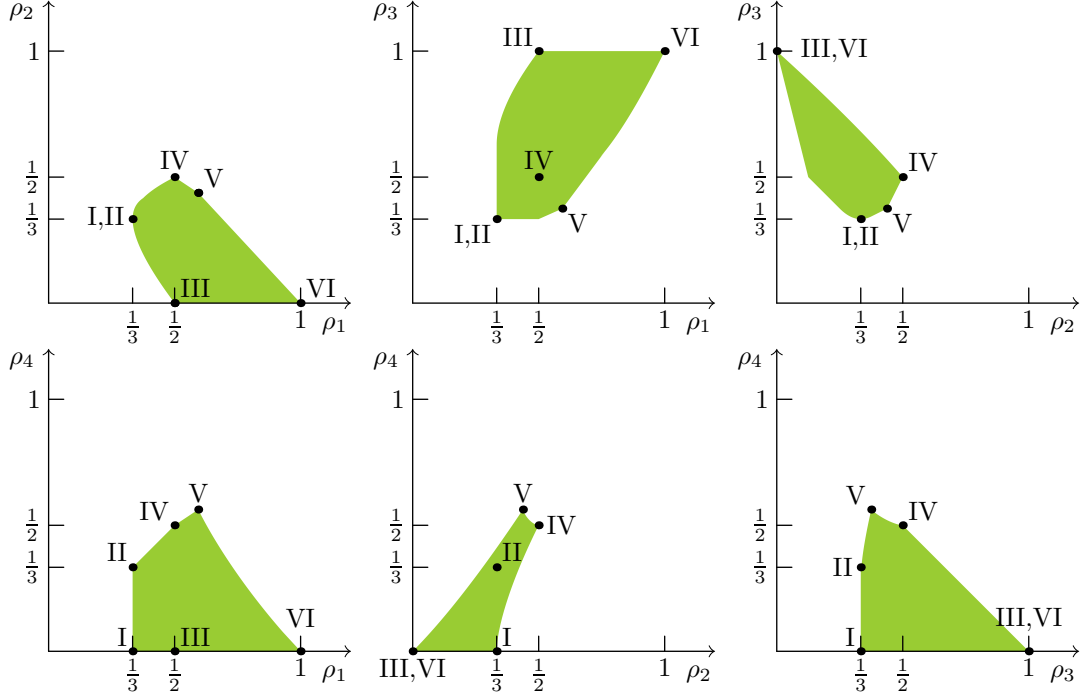 ρ₂
1
1/2
1/3
IV
V
I,II
III
VI
1/3
1/2
1
ρ₁
ρ₃
1
1/2
1/3
III
VI
IV
I,II
V
1/3
1/2
1
ρ₁
ρ₃
1
1/2
1/3
III,VI
IV
V
I,II
1/3
1/2
1
ρ₂
ρ₄
1
1/2
1/3
V
IV
II
VI
I
III
1/3
1/2
1
ρ₁
ρ₄
1
1/2
1/3
V
IV
II
I
III,VI
1/3
1/2
1
ρ₂
ρ₄
1
1/2
1/3
V
IV
II
III,VI
I
1/3
1/2
1
ρ₃